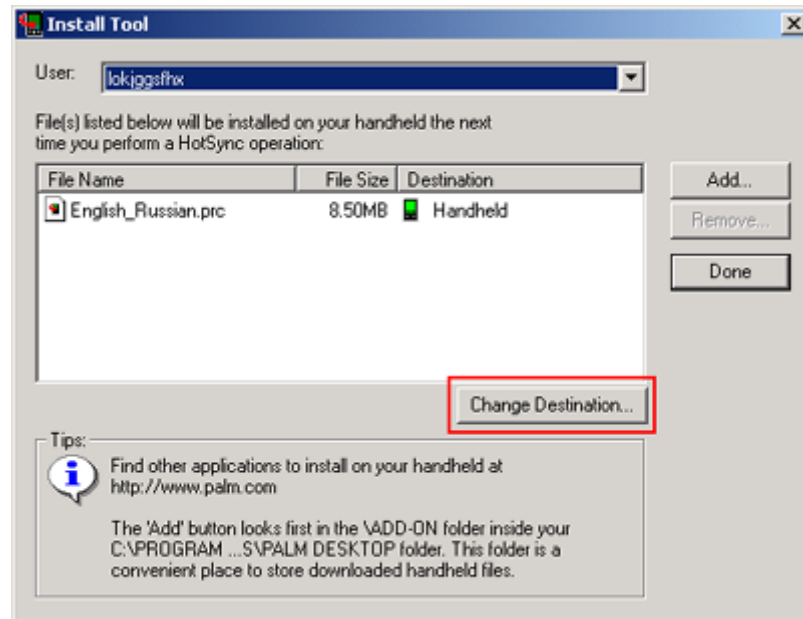 Install Tool
User: lokjggsfhx
File(s) listed below will be installed on your handheld the next
time you perform a HotSync operation:
File Name File Size Destination
English_Russian.prc 8.50MB Handheld
Add...
Remove...
Done
Change Destination...
Tips:
Find other applications to install on your handheld at
http://www.palm.com
The 'Add' button looks first in the \ADD-ON folder inside your
C:\PROGRAM ...S\PALM DESKTOP folder. This folder is a
convenient place to store downloaded handheld files.